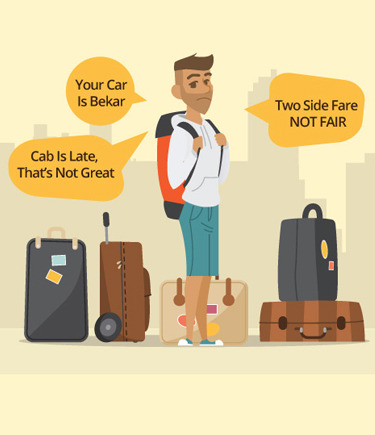 Your Car
Is Bekar
Two Side Fare
NOT FAIR
Cab Is Late,
That's Not Great